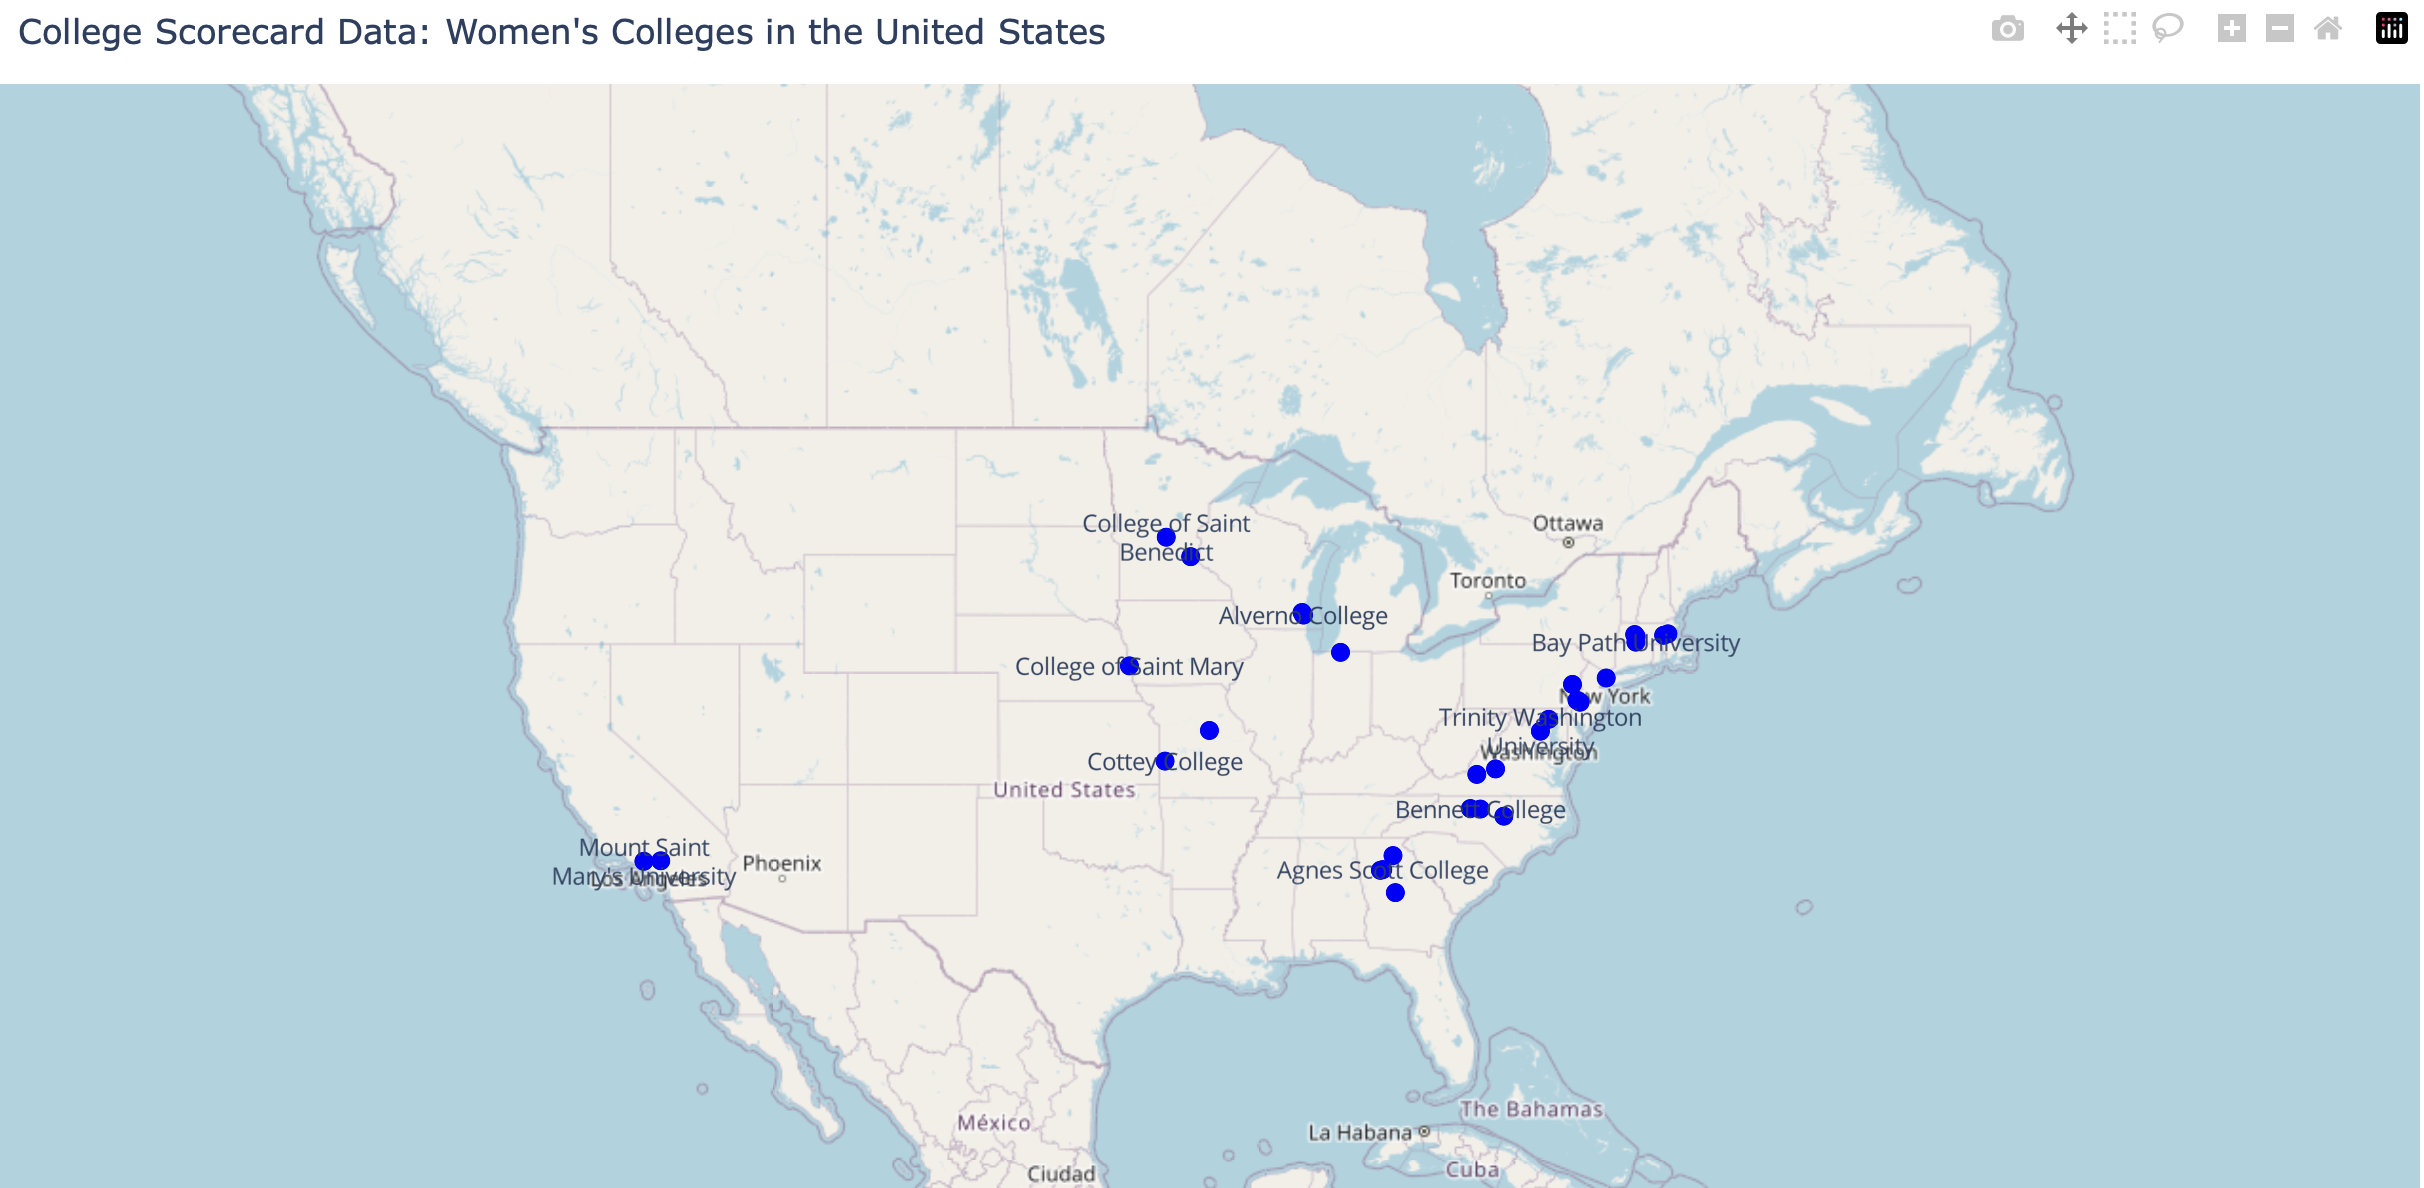 College Scorecard Data: Women's Colleges in the United States
College of Saint
Benedict
Ottawa
Toronto
Alverno College
Bay Path University
College of Saint Mary
New York
Trinity Washington
University
Washington
Cottey College
United States
Bennett College
Mount Saint
Mary's University
Los Angeles
Phoenix
Agnes Scott College
The Bahamas
México
La Habana
Cuba
Ciudad